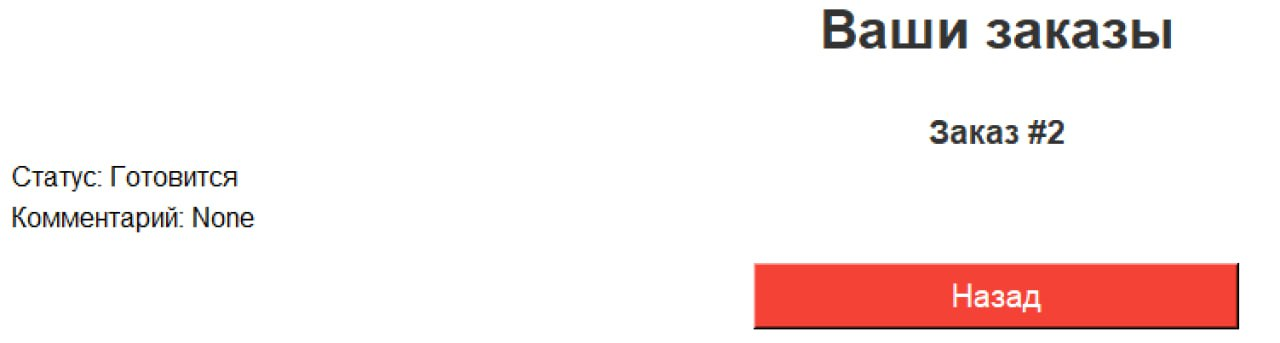 Ваши заказы
Заказ #2
Статус: Готовится
Комментарий: None
Назад